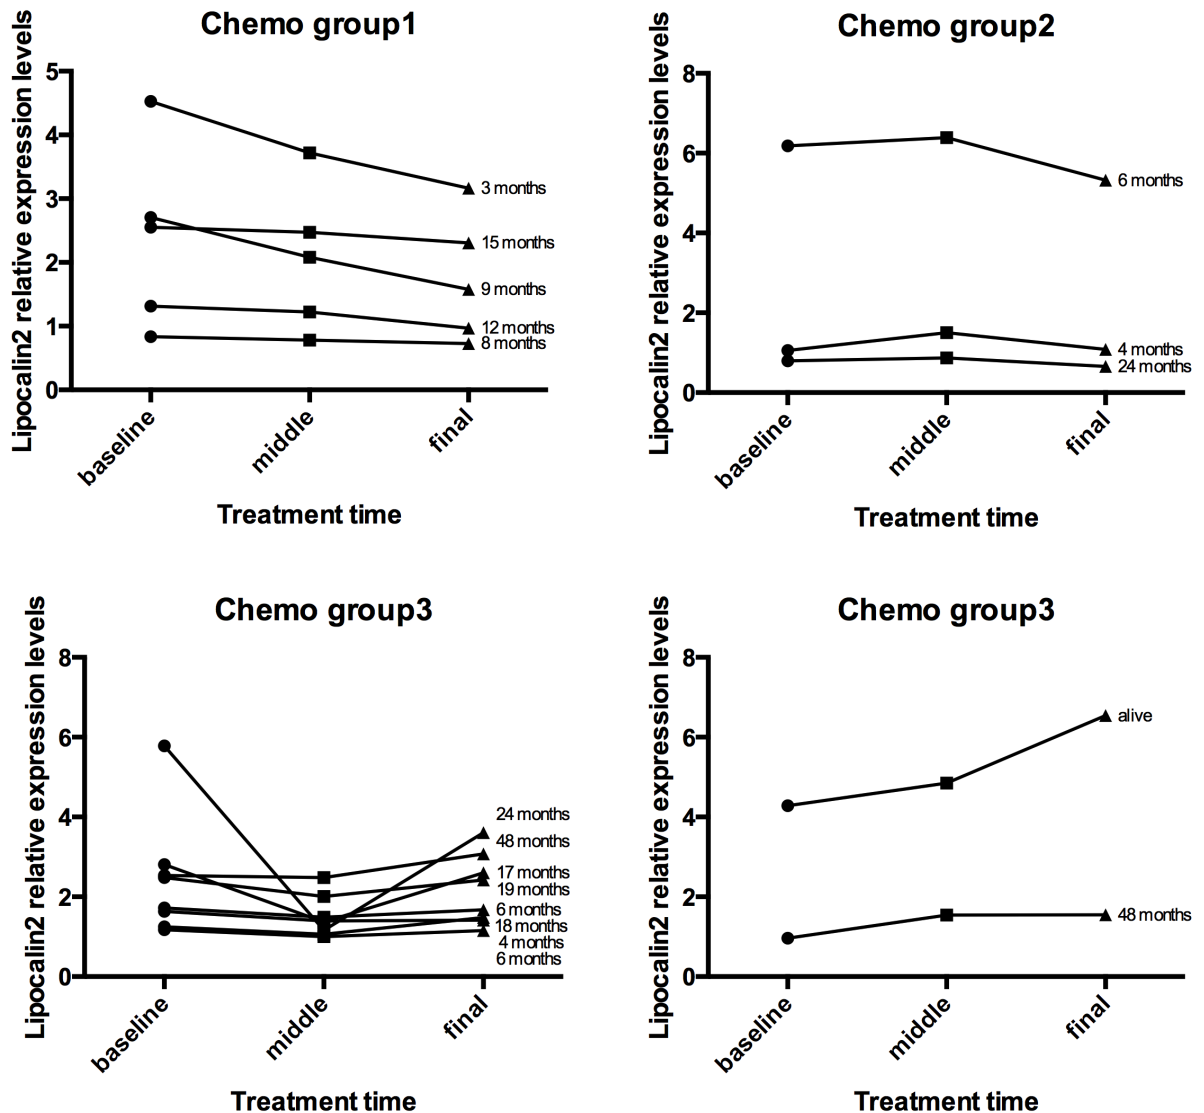 Chemo group1
Lipocalin2 relative expression levels
5
4
3
2
1
0
3 months
15 months
9 months
12 months
8 months
baseline
middle
final
Treatment time
Chemo group2
Lipocalin2 relative expression levels
8
6
4
2
0
6 months
4 months
24 months
baseline
middle
final
Treatment time
Chemo group3
Lipocalin2 relative expression levels
8
6
4
2
0
24 months
48 months
17 months
19 months
6 months
18 months
4 months
6 months
baseline
middle
final
Treatment time
Chemo group3
Lipocalin2 relative expression levels
8
6
4
2
0
alive
48 months
baseline
middle
final
Treatment time